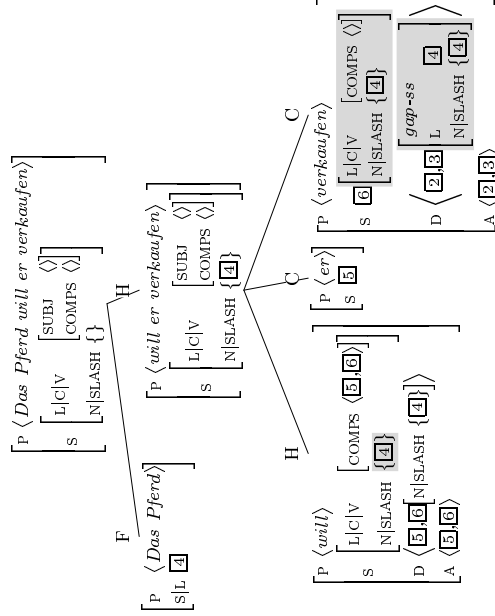 P ⟨Das Pferd will er verkaufen⟩
S L|C|V SUBJ ⟨⟩
COMPS ⟨⟩
N|SLASH {}
F
H
P ⟨Das Pferd⟩
S|L 4
P ⟨will er verkaufen⟩
S L|C|V SUBJ ⟨⟩
COMPS ⟨⟩
N|SLASH {4}
H
C
C
P ⟨will⟩
S L|C|V [COMPS ⟨5,6⟩]
N|SLASH {4}
D ⟨5,6 [N|SLASH {4}]⟩
A ⟨5,6⟩
P ⟨er⟩
S 5
P ⟨verkaufen⟩
S 6 L|C|V [COMPS ⟨⟩
N|SLASH {4}
D ⟨2,3 gap-ss
L 4
N|SLASH {4}
A ⟨2,3⟩